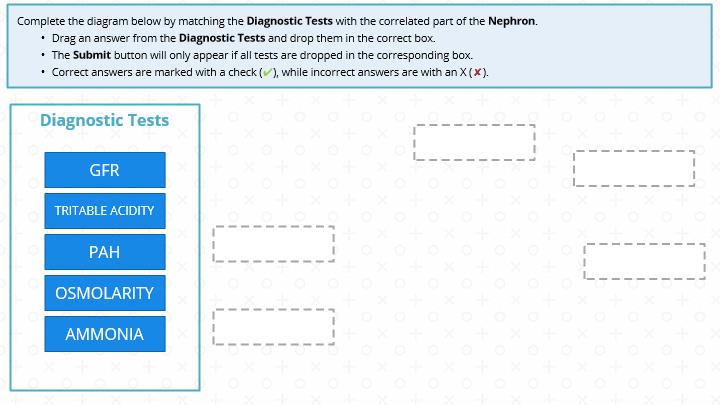 Complete the diagram below by matching the Diagnostic Tests with the correlated part of the Nephron.
• Drag an answer from the Diagnostic Tests and drop them in the correct box.
• The Submit button will only appear if all tests are dropped in the corresponding box.
• Correct answers are marked with a check (✓), while incorrect answers are with an X (✗).
Diagnostic Tests
GFR
TRITABLE ACIDITY
PAH
OSMOLARITY
AMMONIA